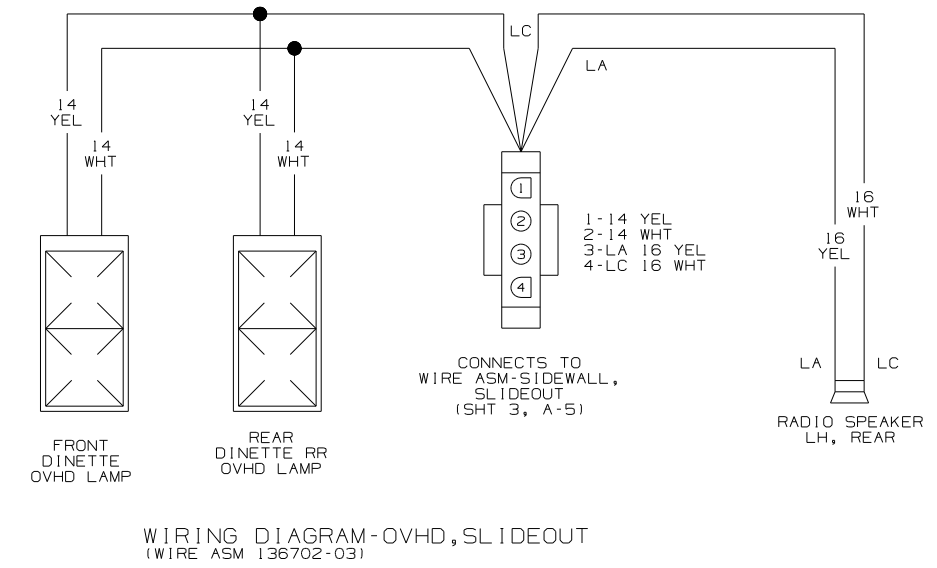 LC
LA
14
YEL
14
WHT
14
YEL
14
WHT
1
2
3
4
1-14 YEL
2-14 WHT
3-LA 16 YEL
4-LC 16 WHT
16
WHT
16
YEL
LA
LC
CONNECTS TO
WIRE ASM-SIDEWALL,
SLIDEOUT
(SHT 3, A-5)
RADIO SPEAKER
LH, REAR
FRONT
DINETTE
OVHD LAMP
REAR
DINETTE RR
OVHD LAMP
WIRING DIAGRAM-OVHD,SLIDEOUT
(WIRE ASM 136702-03)